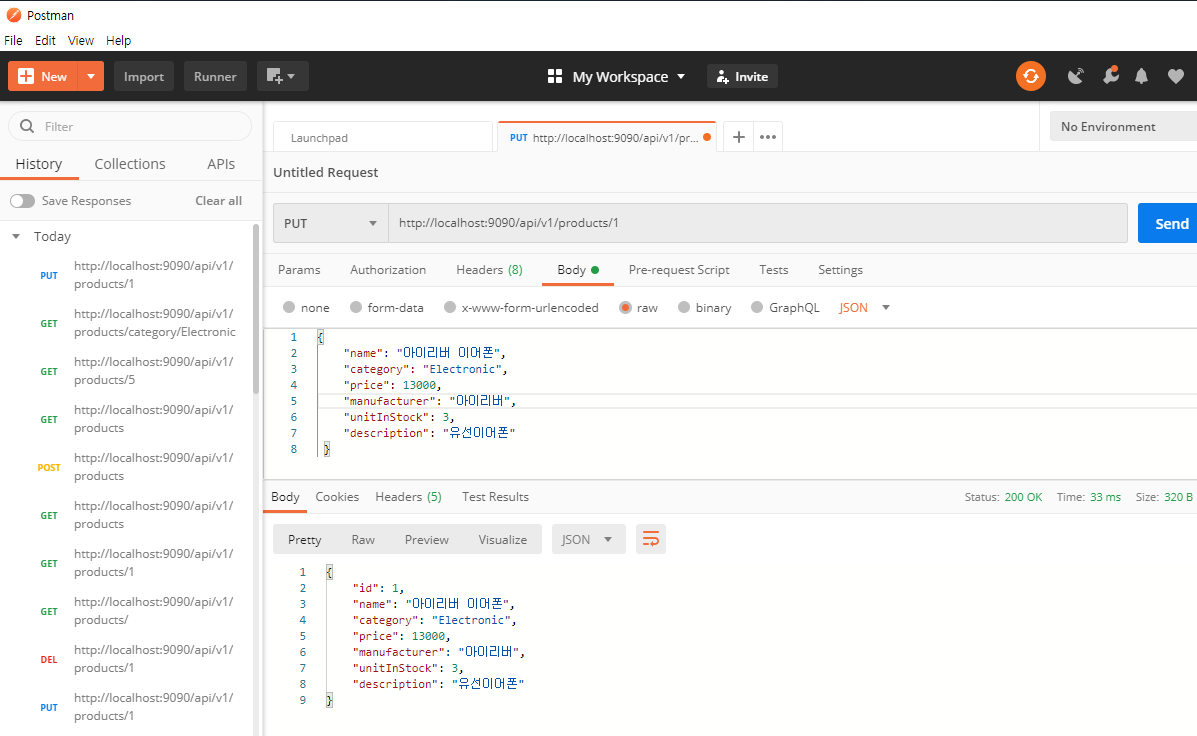 Postman
File Edit View Help
New Import Runner My Workspace Invite
Filter
History Collections APIs
Save Responses Clear all
Today
PUT http://localhost:9090/api/v1/
products/1
GET http://localhost:9090/api/v1/
products/category/Electronic
GET http://localhost:9090/api/v1/
products/5
GET http://localhost:9090/api/v1/
products
POST http://localhost:9090/api/v1/
products
GET http://localhost:9090/api/v1/
products
GET http://localhost:9090/api/v1/
products/1
GET http://localhost:9090/api/v1/
products/
DEL http://localhost:9090/api/v1/
products/1
PUT http://localhost:9090/api/v1/
products/1
Launchpad PUT http://localhost:9090/api/v1/pr... + ••• No Environment
Untitled Request
PUT http://localhost:9090/api/v1/products/1 Send
Params Authorization Headers (8) Body Pre-request Script Tests Settings
none form-data x-www-form-urlencoded raw binary GraphQL JSON
1 {
2 "name": "아이리버 이어폰",
3 "category": "Electronic",
4 "price": 13000,
5 "manufacturer": "아이리버",
6 "unitInStock": 3,
7 "description": "유선이어폰"
8 }
Body Cookies Headers (5) Test Results Status: 200 OK Time: 33 ms Size: 320 B
Pretty Raw Preview Visualize JSON
1 {
2 "id": 1,
3 "name": "아이리버 이어폰",
4 "category": "Electronic",
5 "price": 13000,
6 "manufacturer": "아이리버",
7 "unitInStock": 3,
8 "description": "유선이어폰"
9 }